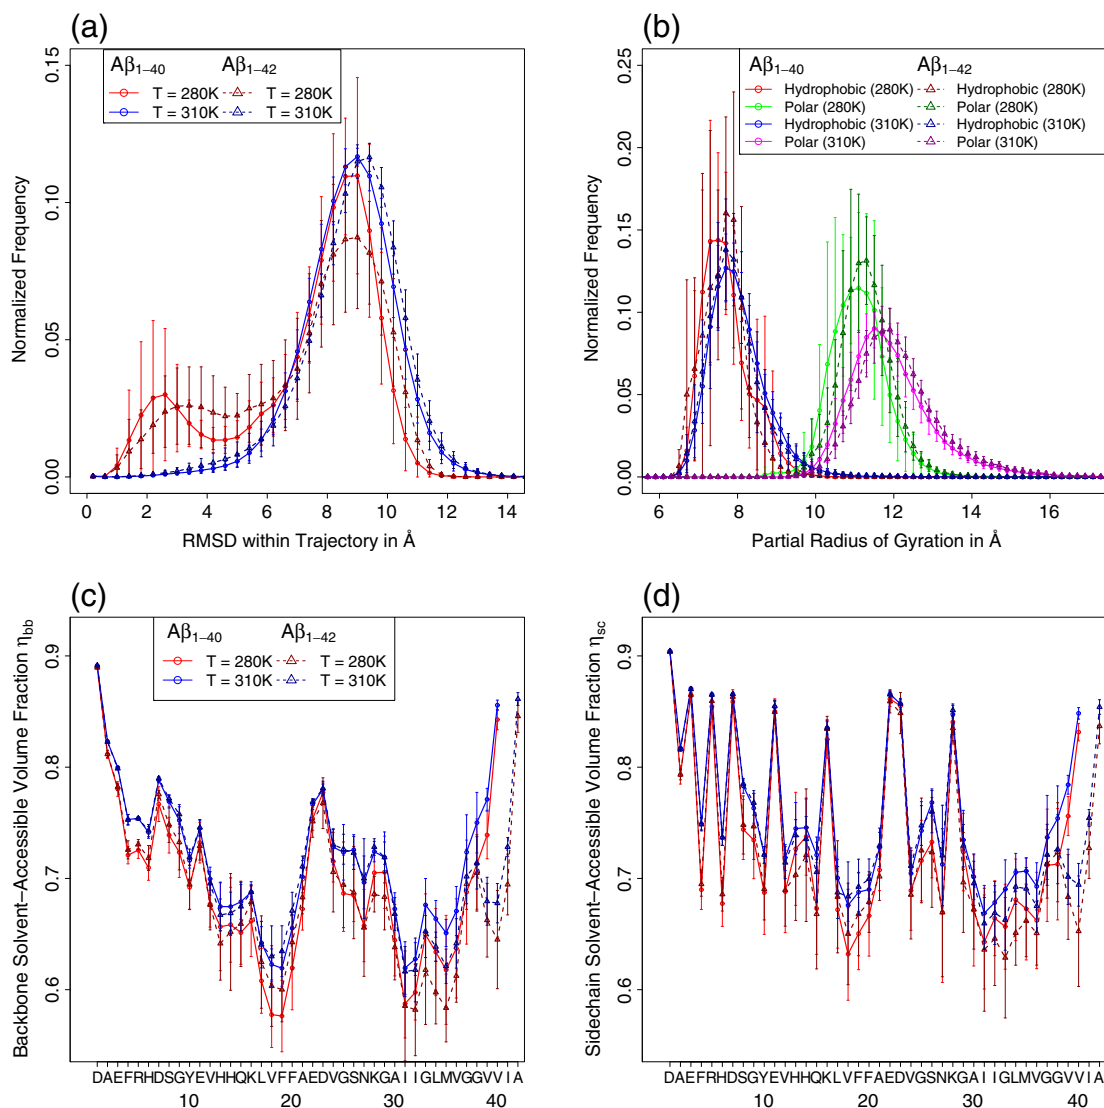 (a)
Normalized Frequency
0.00 0.05 0.10 0.15
Aβ1–40 Aβ1–42
T = 280K T = 280K
T = 310K T = 310K
0 2 4 6 8 10 12 14
RMSD within Trajectory in Å
(b)
Normalized Frequency
0.00 0.05 0.10 0.15 0.20 0.25
Aβ1–40 Aβ1–42
Hydrophobic (280K) Hydrophobic (280K)
Polar (280K) Polar (280K)
Hydrophobic (310K) Hydrophobic (310K)
Polar (310K) Polar (310K)
6 8 10 12 14 16
Partial Radius of Gyration in Å
(c)
Backbone Solvent–Accessible Volume Fraction ηbb
0.6 0.7 0.8 0.9
Aβ1–40 Aβ1–42
T = 280K T = 280K
T = 310K T = 310K
DAEFRHDSGYEVHHQKLVFFAEDVGSNKGAIIGLMVGGVVIA
10 20 30 40
(d)
Sidechain Solvent–Accessible Volume Fraction ηsc
0.6 0.7 0.8 0.9
DAEFRHDSGYEVHHQKLVFFAEDVGSNKGAIIGLMVGGVVIA
10 20 30 40